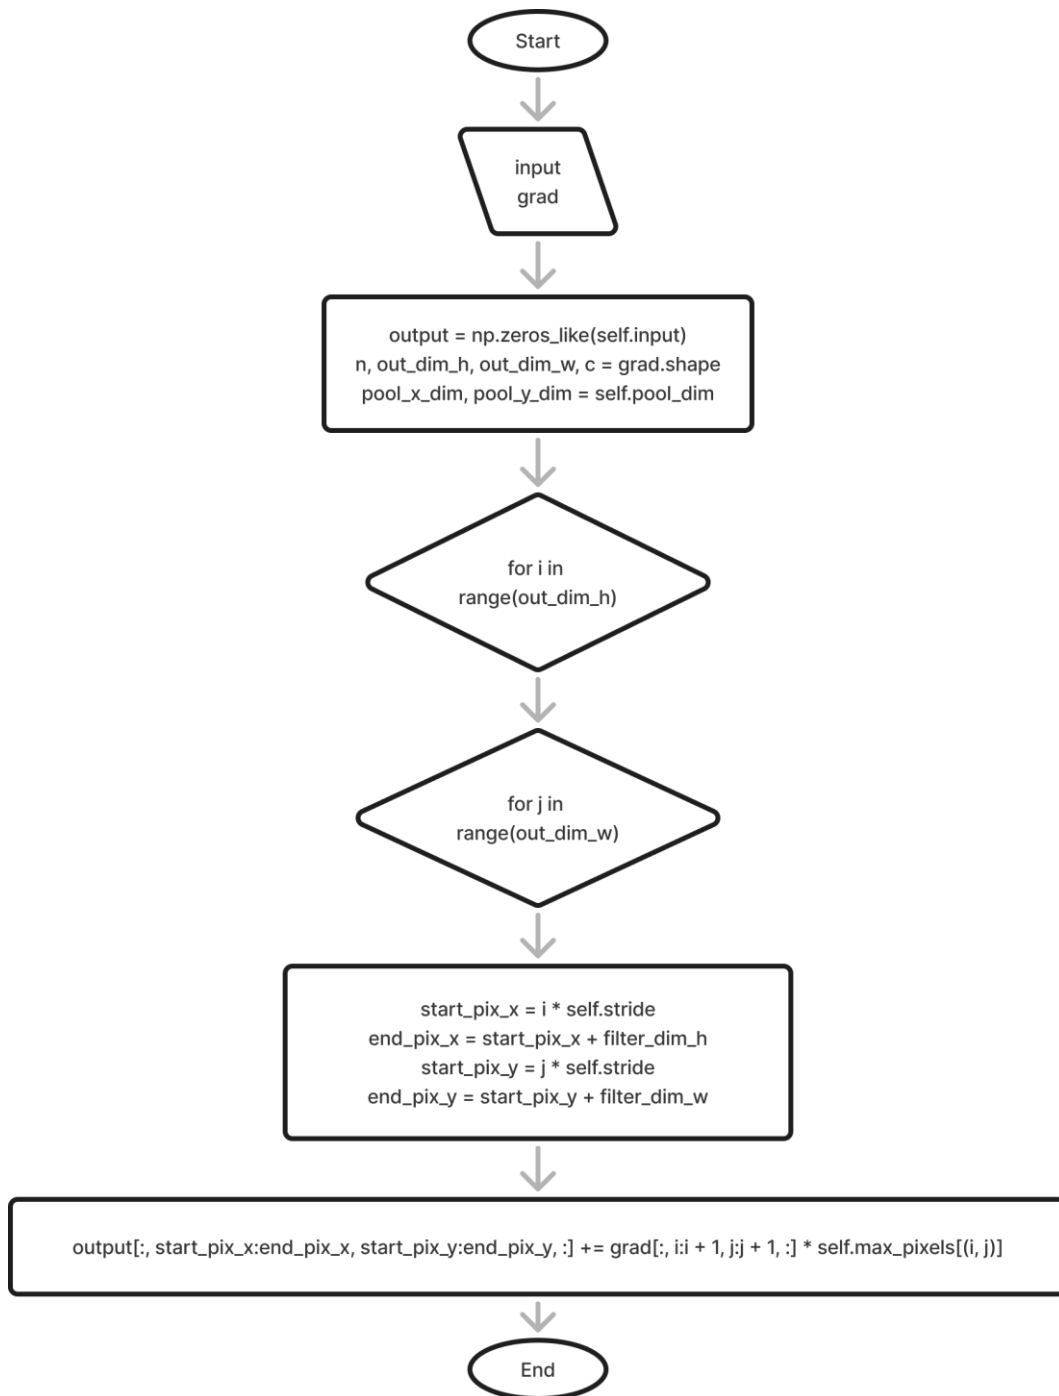 Start
input
grad
output = np.zeros_like(self.input)
n, out_dim_h, out_dim_w, c = grad.shape
pool_x_dim, pool_y_dim = self.pool_dim
for i in
range(out_dim_h)
for j in
range(out_dim_w)
start_pix_x = i * self.stride
end_pix_x = start_pix_x + filter_dim_h
start_pix_y = j * self.stride
end_pix_y = start_pix_y + filter_dim_w
output[:, start_pix_x:end_pix_x, start_pix_y:end_pix_y, :] += grad[:, i:i + 1, j:j + 1, :] * self.max_pixels[(i, j)]
End